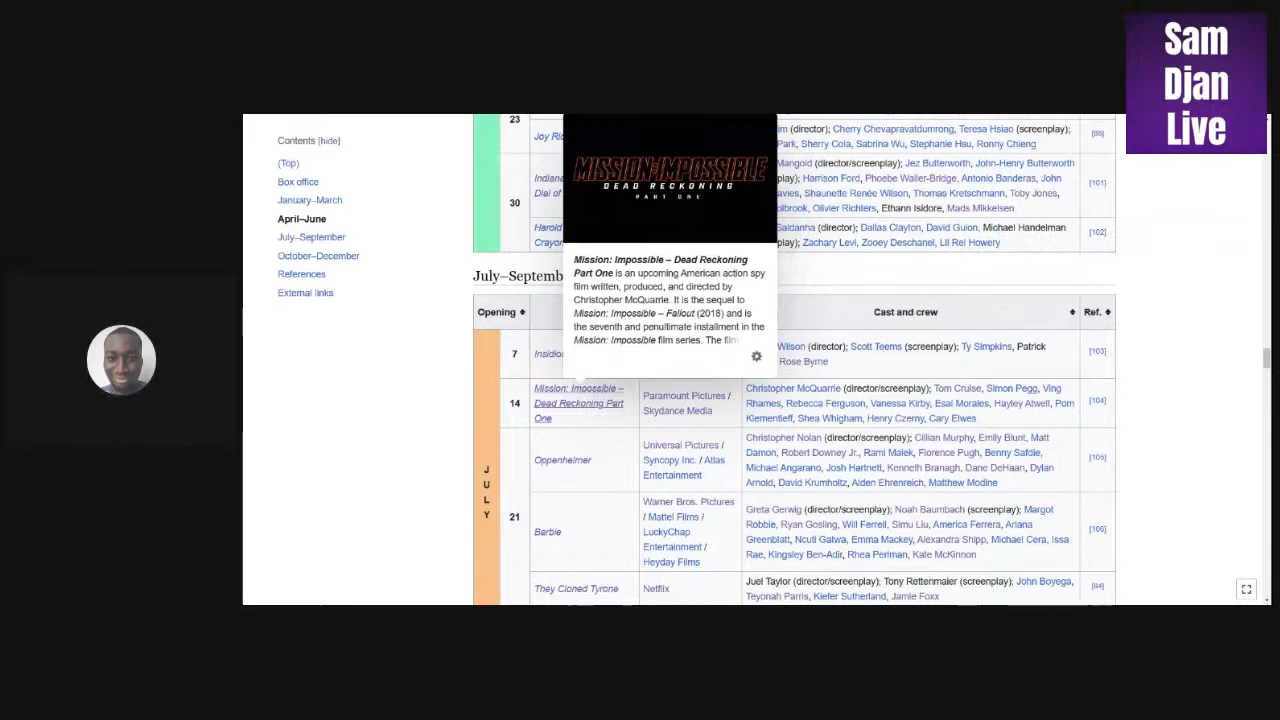 Sam
Djan
Live
Contents [hide]
(Top)
Box office
January–March
April–June
July–September
October–December
References
External links
23
Joy Ri
im (director); Cherry Chevapravatdumrong, Teresa Hsiao (screenplay);
Park, Sherry Cola, Sabrina Wu, Stephanie Hsu, Ronny Chieng
30
Indiana
Dial of
Mangold (director/screenplay); Jez Butterworth, John-Henry Butterworth
play); Harrison Ford, Phoebe Waller-Bridge, Antonio Banderas, John
avies, Shaunette Renée Wilson, Thomas Kretschmann, Toby Jones,
olbrook, Olivier Richters, Ethann Isidore, Mads Mikkelsen
[101]
Harold
Crayo
Saldanha (director); Dallas Clayton, David Guion, Michael Handelman
play); Zachary Levi, Zooey Deschanel, Lil Rel Howery
[102]
MISSION:IMPOSSIBLE
DEAD RECKONING
PART ONE
Mission: Impossible – Dead Reckoning
Part One is an upcoming American action spy
film written, produced, and directed by
Christopher McQuarrie. It is the sequel to
Mission: Impossible – Fallout (2018) and is
the seventh and penultimate installment in the
Mission: Impossible film series. The film
July–Septemb
Opening
Cast and crew
Ref.
JULY
7
Insidio
Wilson (director); Scott Teems (screenplay); Ty Simpkins, Patrick
Rose Byrne
[103]
14
Mission: Impossible –
Dead Reckoning Part
One
Paramount Pictures /
Skydance Media
Christopher McQuarrie (director/screenplay); Tom Cruise, Simon Pegg, Ving
Rhames, Rebecca Ferguson, Vanessa Kirby, Esai Morales, Hayley Atwell, Pom
Klementieff, Shea Whigham, Henry Czerny, Cary Elwes
[104]
21
Oppenheimer
Universal Pictures /
Syncopy Inc. / Atlas
Entertainment
Christopher Nolan (director/screenplay); Cillian Murphy, Emily Blunt, Matt
Damon, Robert Downey Jr., Rami Malek, Florence Pugh, Benny Safdie,
Michael Angarano, Josh Hartnett, Kenneth Branagh, Dane DeHaan, Dylan
Arnold, David Krumholtz, Alden Ehrenreich, Matthew Modine
[105]
Barbie
Warner Bros. Pictures
/ Mattel Films /
LuckyChap
Entertainment /
Heyday Films
Greta Gerwig (director/screenplay); Noah Baumbach (screenplay); Margot
Robbie, Ryan Gosling, Will Ferrell, Simu Liu, America Ferrera, Ariana
Greenblatt, Ncuti Gatwa, Emma Mackey, Alexandra Shipp, Michael Cera, Issa
Rae, Kingsley Ben-Adir, Rhea Perlman, Kate McKinnon
[106]
They Cloned Tyrone
Netflix
Juel Taylor (director/screenplay); Tony Rettenmaier (screenplay); John Boyega,
Teyonah Parris, Kiefer Sutherland, Jamie Foxx